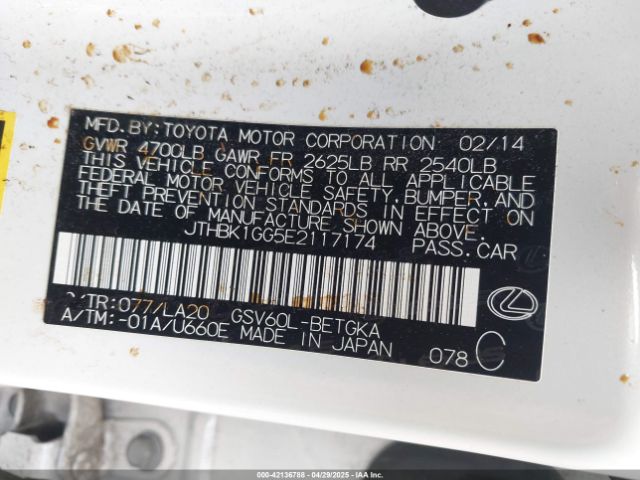 MFD.BY:TOYOTA MOTOR CORPORATION 02/14
GVWR 4700LB GAWR FR 2625LB RR 2540LB
THIS VEHICLE CONFORMS TO ALL APPLICABLE
FEDERAL MOTOR VEHICLE SAFETY, BUMPER, AND
THEFT PREVENTION STANDARDS IN EFFECT ON
THE DATE OF MANUFACTURE SHOWN ABOVE.
JTHBK1GG5E2117174 PASS.CAR
TR:077/LA20 GSV60L-BETGKA
A/TM:-01A/U660E MADE IN JAPAN 078 C
000-42136788 - 04/29/2025 - IAAI.CA